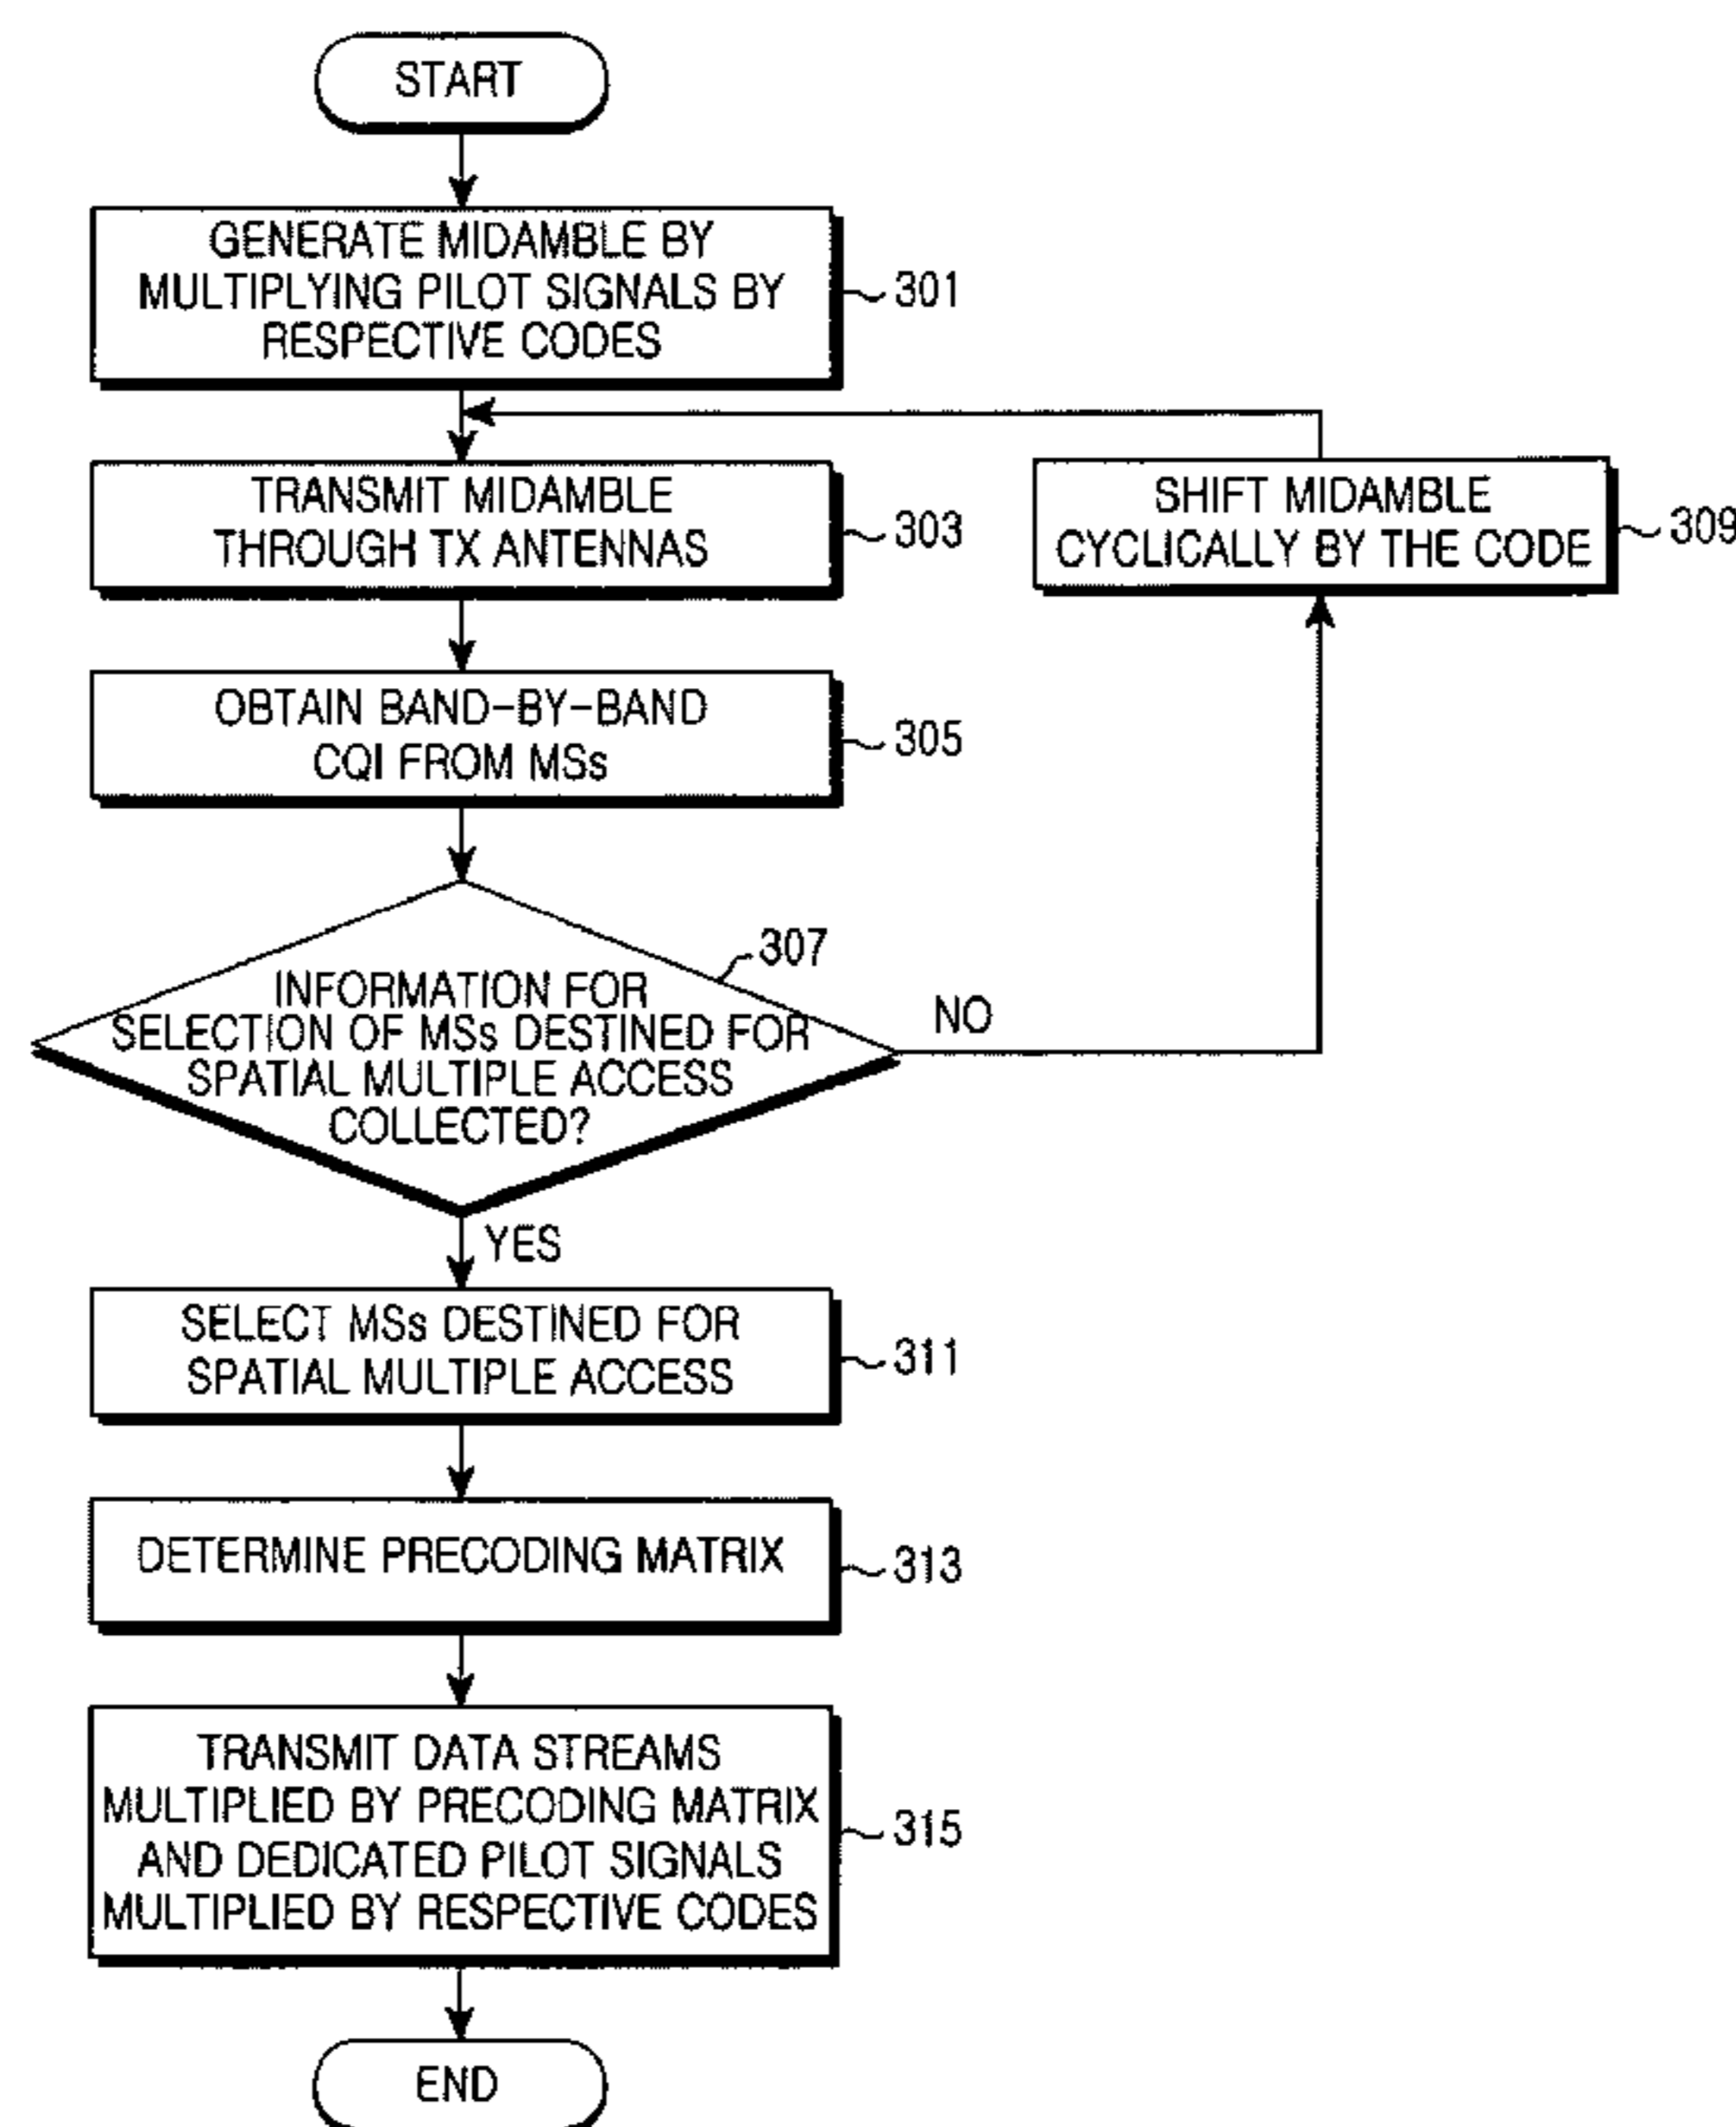 START
GENERATE MIDAMBLE BY
MULTIPLYING PILOT SIGNALS BY
RESPECTIVE CODES
301
TRANSMIT MIDAMBLE
THROUGH TX ANTENNAS
303
SHIFT MIDAMBLE
CYCLICALLY BY THE CODE
309
OBTAIN BAND-BY-BAND
CQI FROM MSs
305
307
INFORMATION FOR
SELECTION OF MSs DESTINED FOR
SPATIAL MULTIPLE ACCESS
COLLECTED?
NO
YES
SELECT MSs DESTINED FOR
SPATIAL MULTIPLE ACCESS
311
DETERMINE PRECODING MATRIX
313
TRANSMIT DATA STREAMS
MULTIPLIED BY PRECODING MATRIX
AND DEDICATED PILOT SIGNALS
MULTIPLIED BY RESPECTIVE CODES
315
END